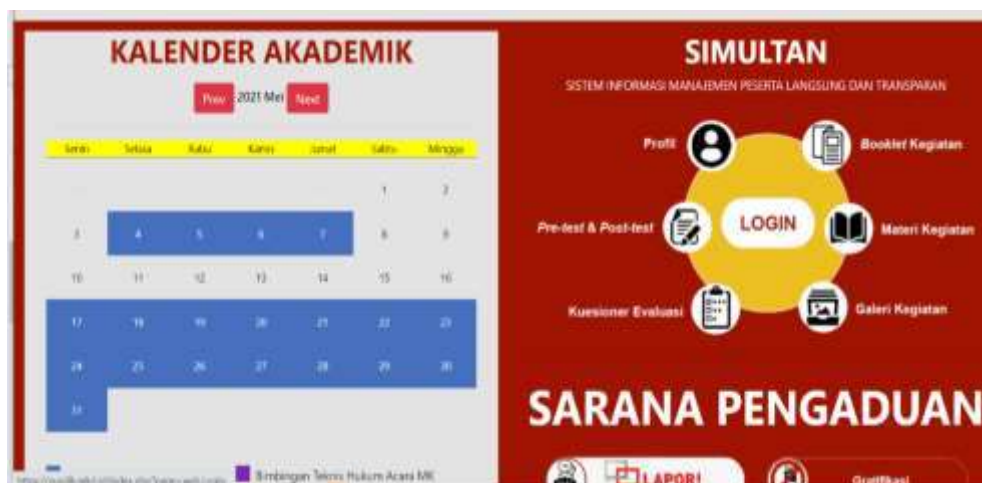 KALENDER AKADEMIK
Prev 2021 Mei Next
Senin Selasa Rabu Kamis Jumat Sabtu Minggu
1 2
3 4 5 6 7 8 9
10 11 12 13 14 15 16
17 18 19 20 21 22 23
24 25 26 27 28 29 30
31
Bimbingan Teknis Hukum Acara MK
SIMULTAN
SISTEM INFORMASI MANAJEMEN PESERTA LANGSUNG DAN TRANSPARAN
Profil
Booklet Kegiatan
Pre-test & Post-test
LOGIN
Materi Kegiatan
Kuesioner Evaluasi
Galeri Kegiatan
SARANA PENGADUAN
LAPOR!
Gratifikasi